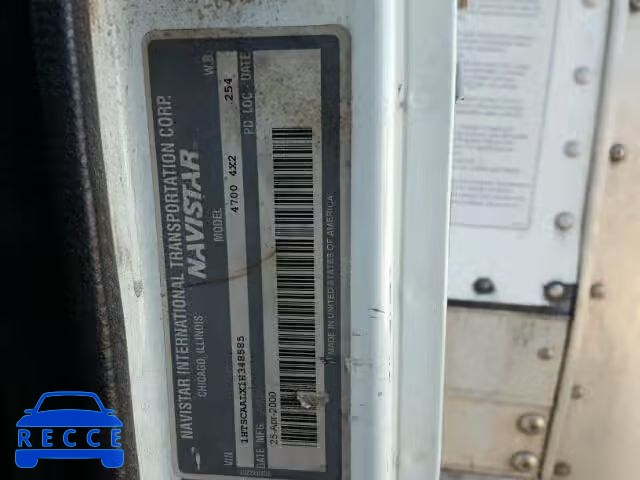 NAVISTAR INTERNATIONAL TRANSPORTATION CORP.
CHICAGO, ILLINOIS
NAVISTAR
MODEL
W.B.
4700 4X2
254
VIN
1HTSCAALX1H348585
DATE MFG.
PD LOC DATE
25-Apr-2000
MADE IN UNITED STATES OF AMERICA
RECCE